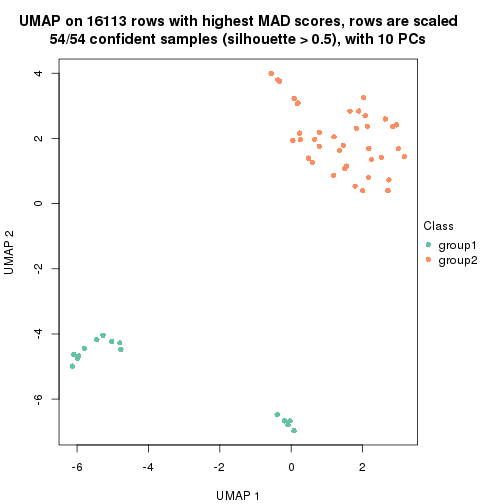 UMAP on 16113 rows with highest MAD scores, rows are scaled
54/54 confident samples (silhouette > 0.5), with 10 PCs
4
2
0
-2
-4
-6
UMAP 2
-6
-4
-2
0
2
UMAP 1
Class
group1
group2